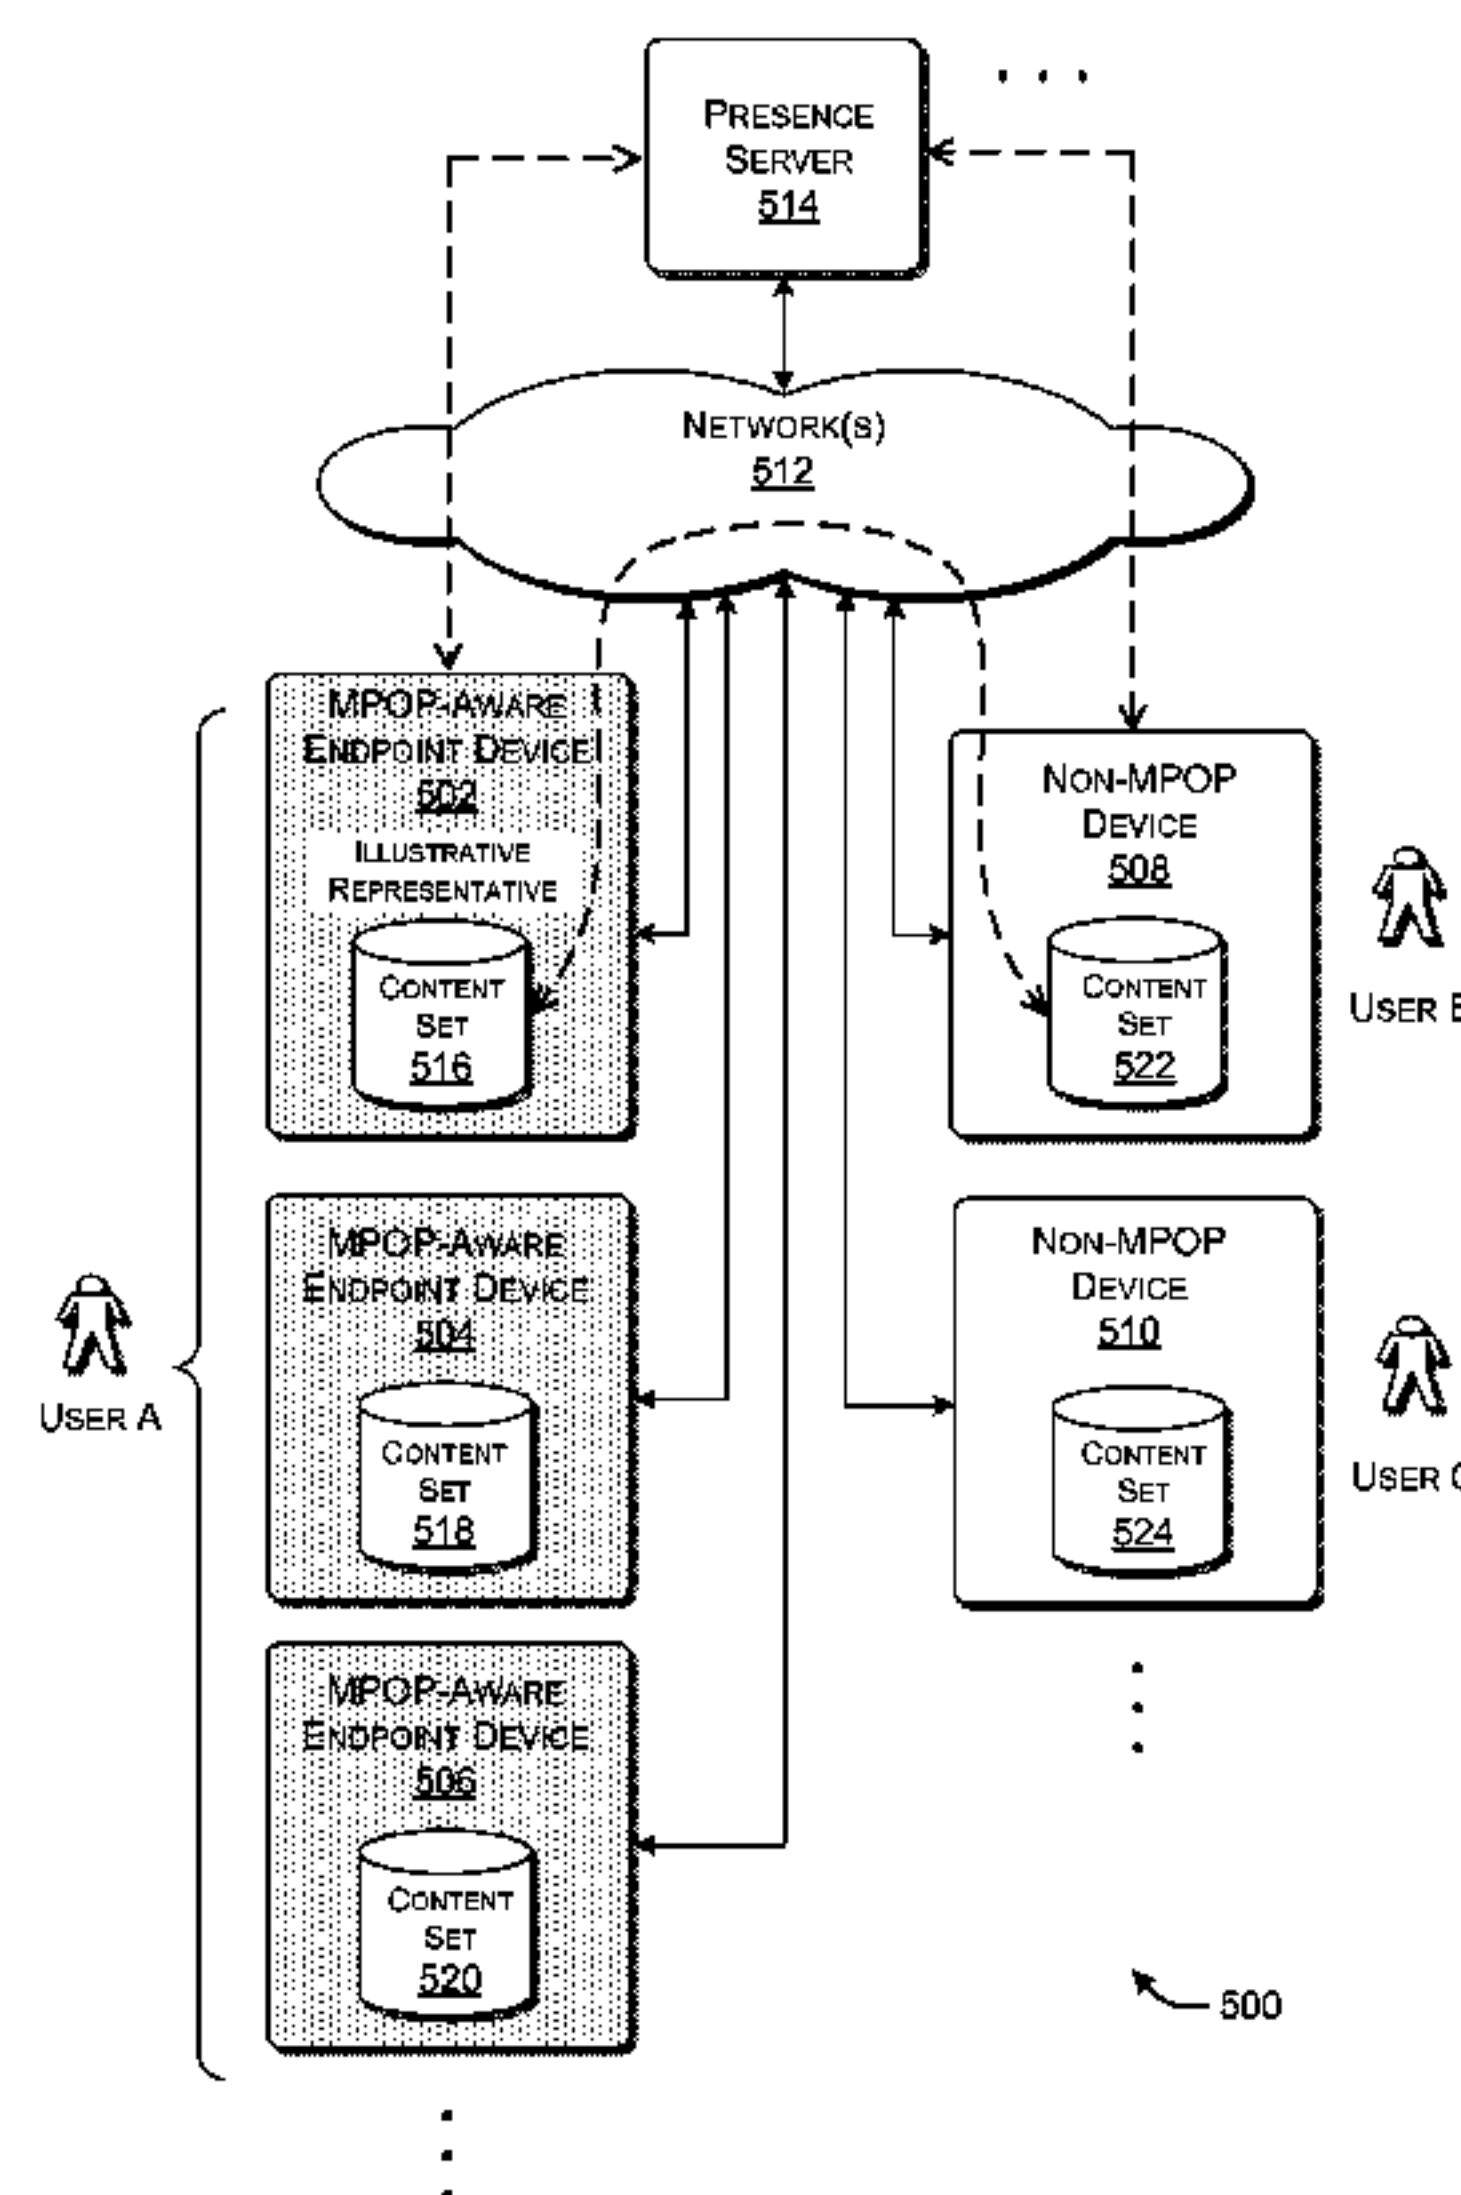 PRESENCE
SERVER
514
NETWORK(S)
512
MPOP-AWARE
ENDPOINT DEVICE
502
ILLUSTRATIVE
REPRESENTATIVE
CONTENT
SET
516
NON-MPOP
DEVICE
508
CONTENT
SET
522
USER B
MPOP-AWARE
ENDPOINT DEVICE
504
CONTENT
SET
518
USER A
NON-MPOP
DEVICE
510
CONTENT
SET
524
USER C
MPOP-AWARE
ENDPOINT DEVICE
506
CONTENT
SET
520
500